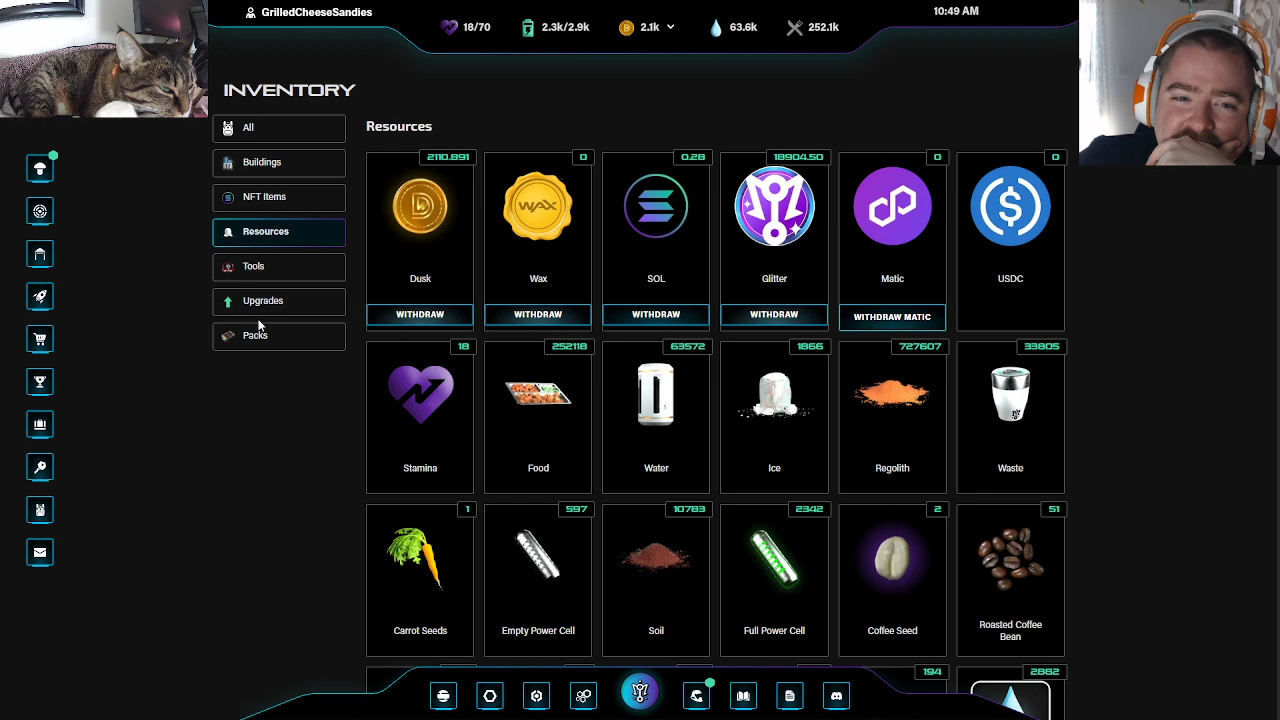 GrilledCheeseSandies
18/70
2.3k/2.9k
2.1k
63.6k
252.1k
10:49 AM
INVENTORY
All
Buildings
NFT Items
Resources
Tools
Upgrades
Packs
Resources
2110.891
0
0.28
18904.50
0
0
WAX
Dusk
Wax
SOL
Glitter
Matic
USDC
WITHDRAW
WITHDRAW
WITHDRAW
WITHDRAW
WITHDRAW MATIC
18
252118
63572
1866
727607
33805
Stamina
Food
Water
Ice
Regolith
Waste
1
597
10783
2342
2
51
Carrot Seeds
Empty Power Cell
Soil
Full Power Cell
Coffee Seed
Roasted Coffee
Bean
194
2882